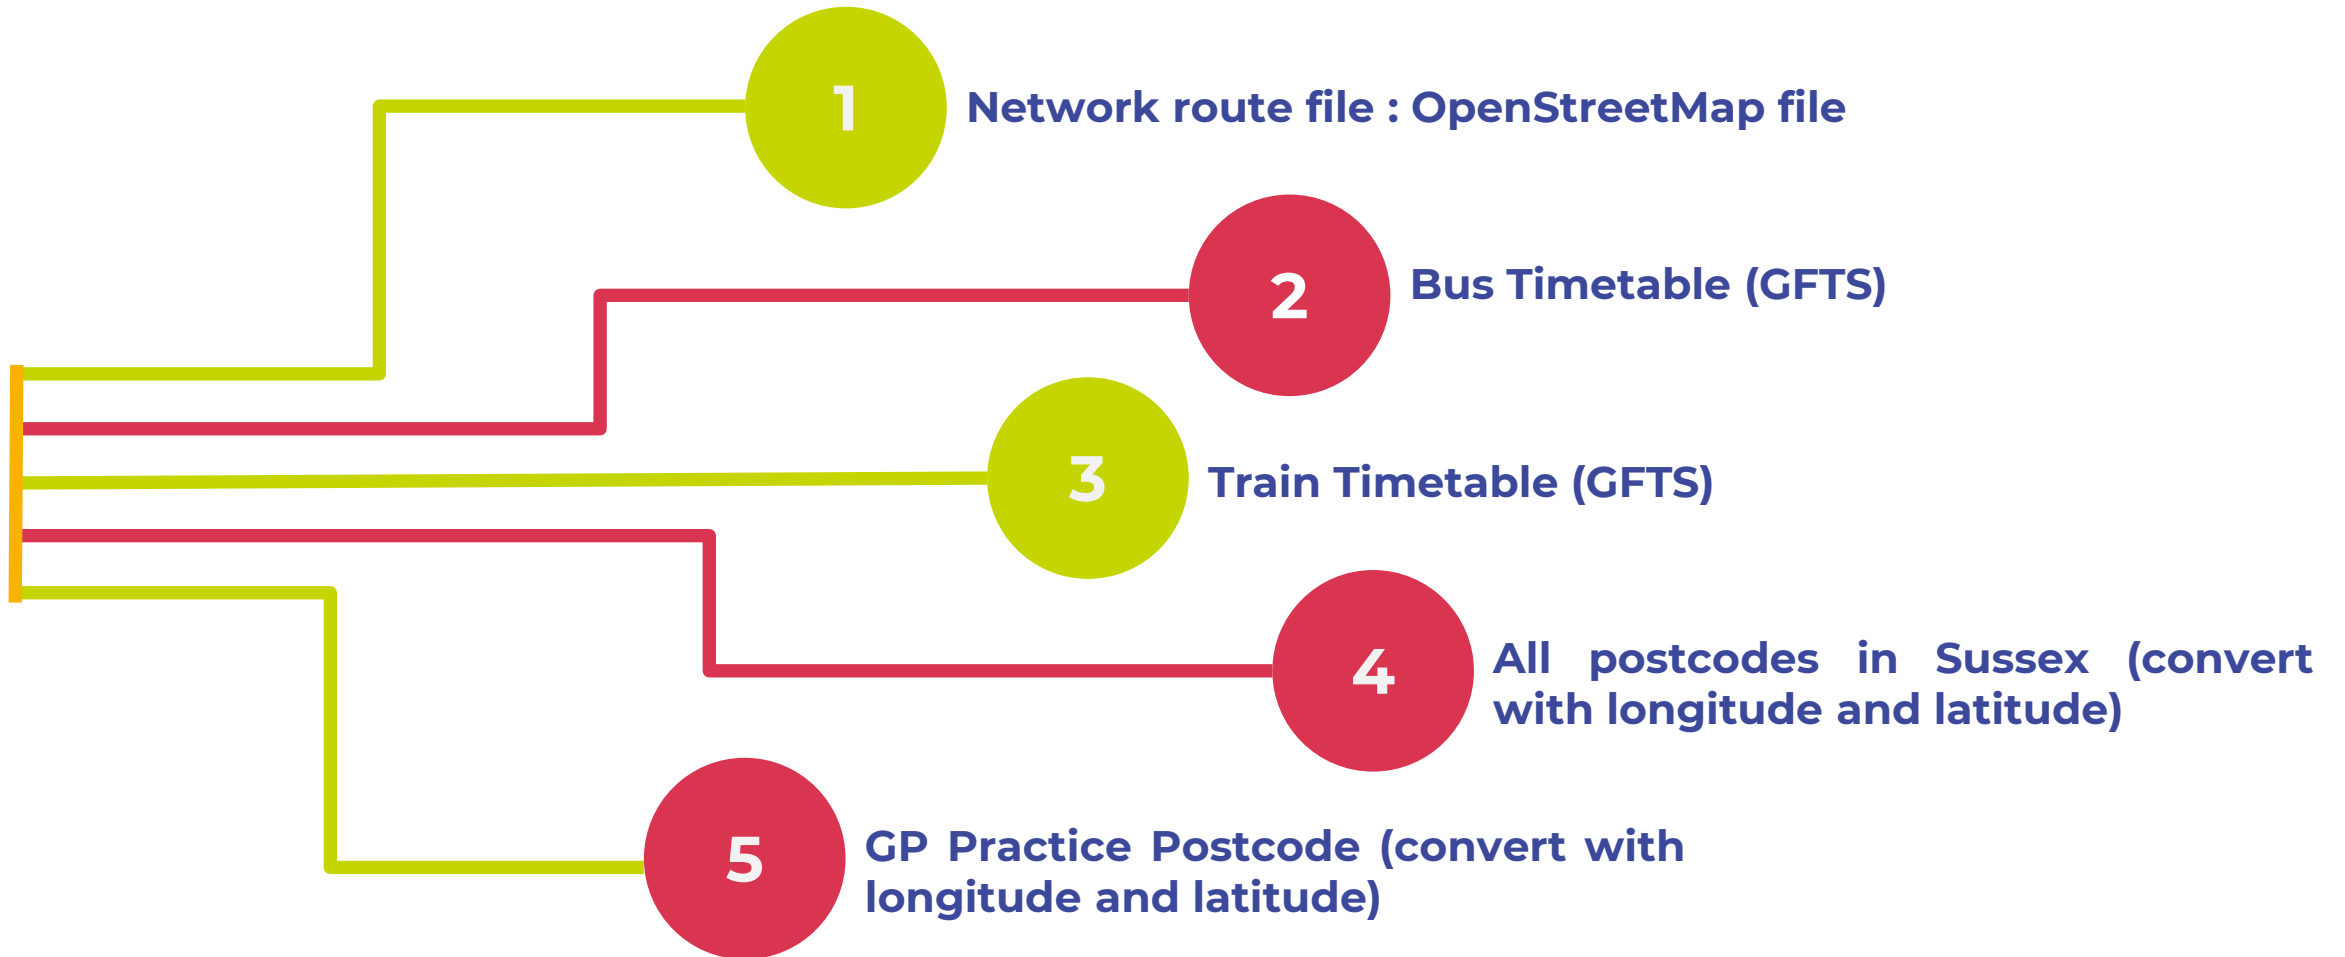 1
Network route file : OpenStreetMap file
2
Bus Timetable (GFTS)
3
Train Timetable (GFTS)
4
All postcodes in Sussex (convert
with longitude and latitude)
5
GP Practice Postcode (convert with
longitude and latitude)